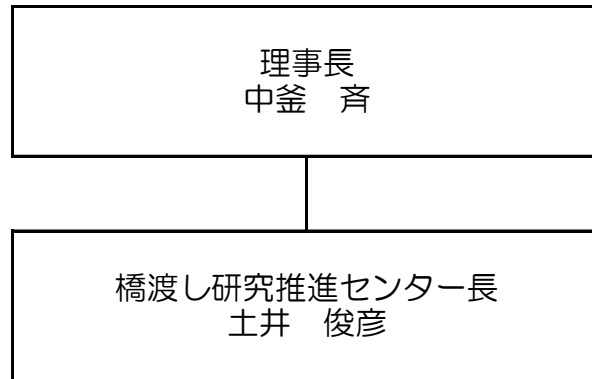 理事長
中釜　斉
橋渡し研究推進センター長
土井　俊彦